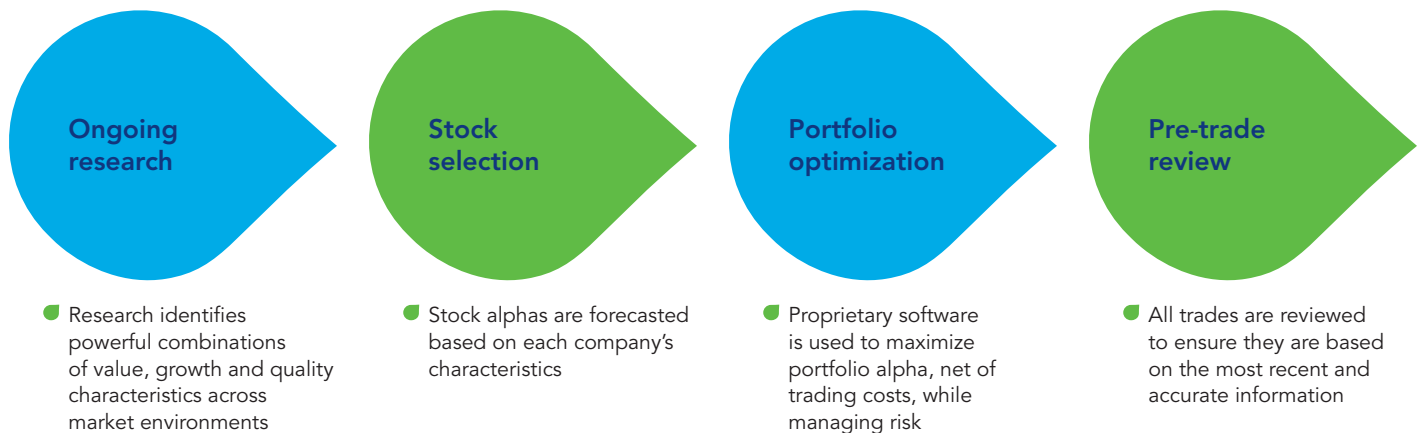 Ongoing
research
Stock
selection
Portfolio
optimization
Pre-trade
review
Research identifies
powerful combinations
of value, growth and quality
characteristics across
market environments
Stock alphas are forecasted
based on each company’s
characteristics
Proprietary software
is used to maximize
portfolio alpha, net of
trading costs, while
managing risk
All trades are reviewed
to ensure they are based
on the most recent and
accurate information